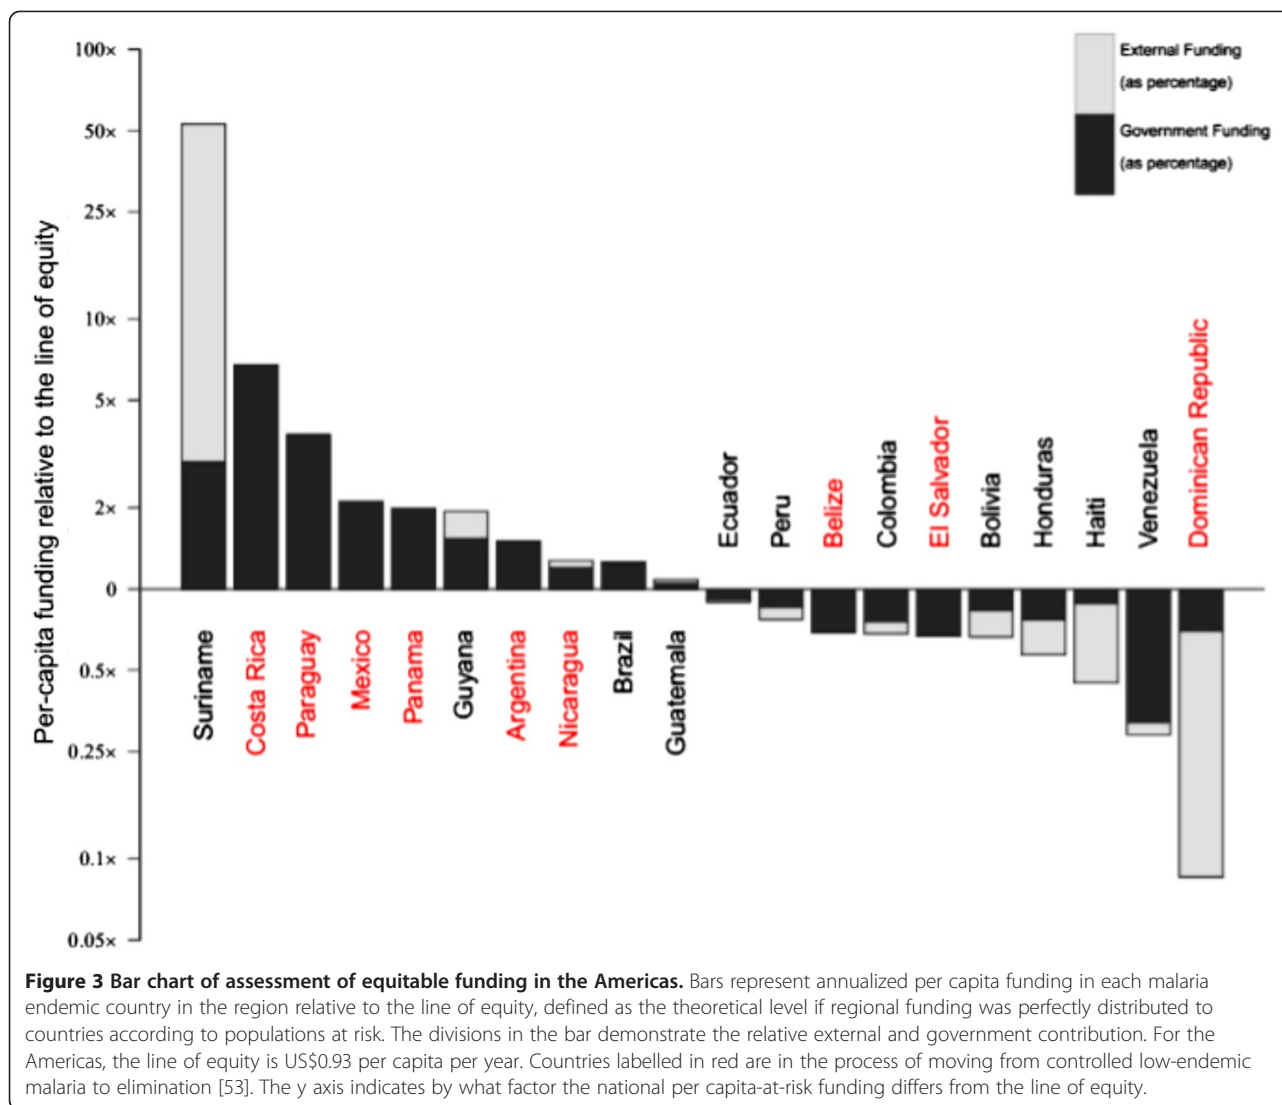 100×
50×
25×
10×
5×
2×
0
0.5×
0.25×
0.1×
0.05×
Per-capita funding relative to the line of equity
External Funding
(as percentage)
Government Funding
(as percentage)
Suriname
Costa Rica
Paraguay
Mexico
Panama
Guyana
Argentina
Nicaragua
Brazil
Guatemala
Ecuador
Peru
Belize
Colombia
El Salvador
Bolivia
Honduras
Haiti
Venezuela
Dominican Republic
Figure 3 Bar chart of assessment of equitable funding in the Americas. Bars represent annualized per capita funding in each malaria
endemic country in the region relative to the line of equity, defined as the theoretical level if regional funding was perfectly distributed to
countries according to populations at risk. The divisions in the bar demonstrate the relative external and government contribution. For the
Americas, the line of equity is US$0.93 per capita per year. Countries labelled in red are in the process of moving from controlled low-endemic
malaria to elimination [53]. The y axis indicates by what factor the national per capita-at-risk funding differs from the line of equity.